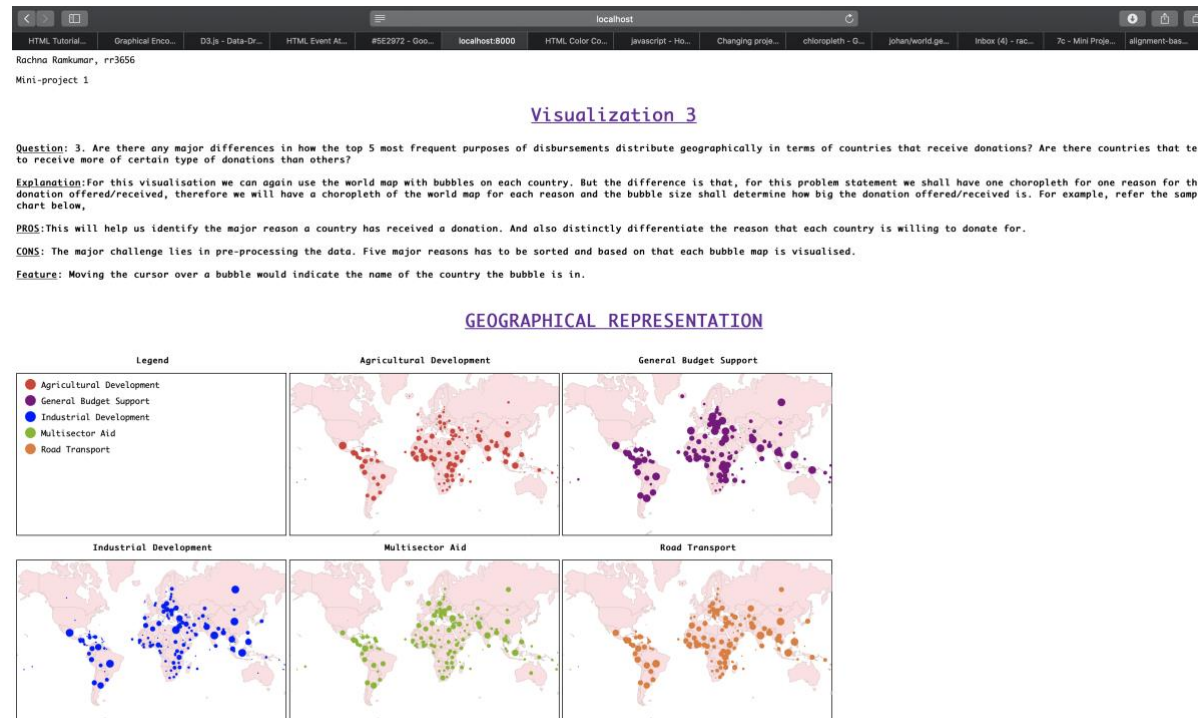 localhost
HTML Tutorial... Graphical Enco... D3.js - Data-Dr... HTML Event At... #5E2972 - Goo... localhost:8000 HTML Color Co... javascript - Ho... Changing proje... chloropleth - G... johan/world.ge... Inbox (4) - rac... 7c - Mini Proje... alignment-bas...
Rachna Ramkumar, rr3656
Mini-project 1
Visualization 3
Question: 3. Are there any major differences in how the top 5 most frequent purposes of disbursements distribute geographically in terms of countries that receive donations? Are there countries that te
to receive more of certain type of donations than others?
Explanation:For this visualisation we can again use the world map with bubbles on each country. But the difference is that, for this problem statement we shall have one choropleth for one reason for th
donation offered/received, therefore we will have a choropleth of the world map for each reason and the bubble size shall determine how big the donation offered/received is. For example, refer the samp
chart below,
PROS:This will help us identify the major reason a country has received a donation. And also distinctly differentiate the reason that each country is willing to donate for.
CONS: The major challenge lies in pre-processing the data. Five major reasons has to be sorted and based on that each bubble map is visualised.
Feature: Moving the cursor over a bubble would indicate the name of the country the bubble is in.
GEOGRAPHICAL REPRESENTATION
Legend Agricultural Development General Budget Support
Agricultural Development
General Budget Support
Industrial Development
Multisector Aid
Road Transport
Industrial Development Multisector Aid Road Transport